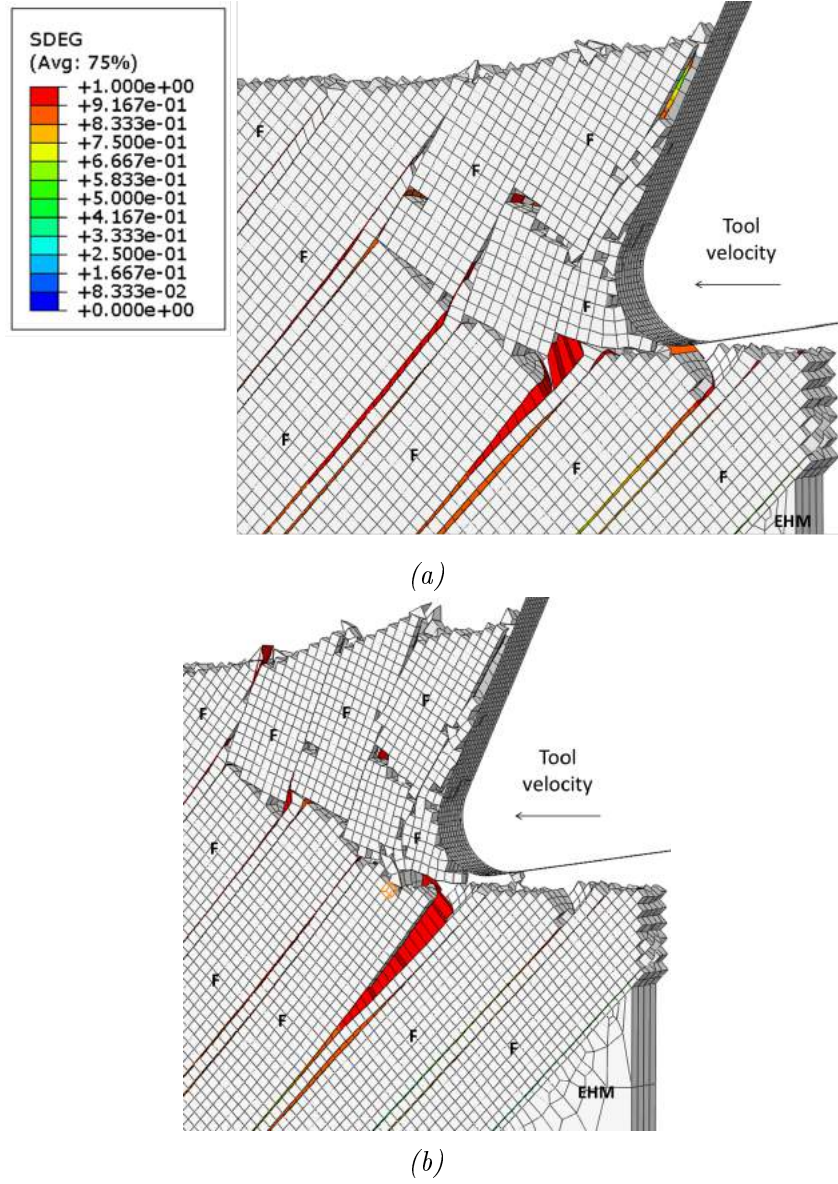 SDEG
(Avg: 75%)
+1.000e+00
+9.167e-01
+8.333e-01
+7.500e-01
+6.667e-01
+5.833e-01
+5.000e-01
+4.167e-01
+3.333e-01
+2.500e-01
+1.667e-01
+8.333e-02
+0.000e+00
F
F
F
Tool
velocity
F
F
F
F
F
F
EHM
(a)
F
F
F
F
Tool
velocity
F
F
F
F
F
F
EHM
(b)